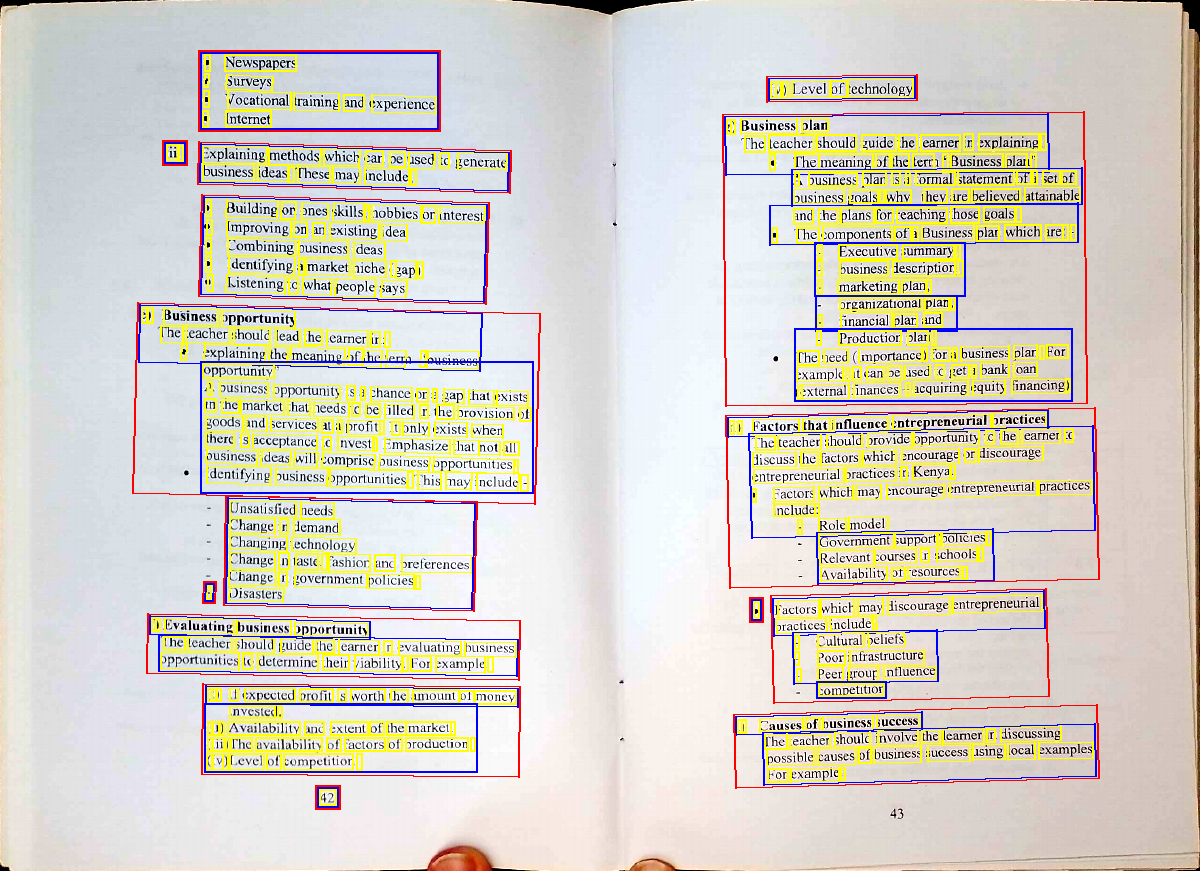 • Newspapers
• Surveys
• Vocational training and experience
• Internet
ii Explaining methods which can be used to generate
business ideas. These may include,
• Building on ones skills, hobbies or interest
• Improving on an existing idea
• Combining business ideas
• Identifying a market niche (gap)
• Listening to what people says
e) Business opportunity
The teacher should lead the learner in:
• explaining the meaning of the term "business
opportunity"
A business opportunity is a chance or a gap that exists
in the market that needs to be filled in the provision of
goods and services at a profit. It only exists when
there is acceptance to invest. Emphasize that not all
business ideas will comprise business opportunities
• Identifying business opportunities. This may include -
- Unsatisfied needs
- Change in demand
- Changing technology
- Change in taste, fashion and preferences
- Change in government policies
- Disasters
Evaluating business opportunity
The teacher should guide the learner in evaluating business
opportunities to determine their viability. For example
(i) If expected profit is worth the amount of money
invested.
(ii) Availability and extent of the market
(iii) The availability of factors of production
(iv) Level of competition
42
(v) Level of technology
Business plan
The teacher should guide the learner in explaining
• The meaning of the term "Business plan"
A business plan is a formal statement of a set of
business goals, why they are believed attainable
and the plans for reaching those goals
• The components of a Business plan which are: -
- Executive summary
- business description
- marketing plan,
- organizational plan,
- financial plan and
- Production plan
• The need (importance) for a business plan. For
example it can be used to get a bank loan
(external finances - acquiring equity financing)
Factors that influence entrepreneurial practices
The teacher should provide opportunity to the learner to
discuss the factors which encourage or discourage
entrepreneurial practices in Kenya.
• Factors which may encourage entrepreneurial practices
include:
- Role model
- Government support policies
- Relevant courses in schools
- Availability of resources
• Factors which may discourage entrepreneurial
practices include
- Cultural beliefs
- Poor infrastructure
- Peer group influence
- competition
Causes of business success
The teacher should involve the learner in discussing
possible causes of business success using local examples
For example:
43